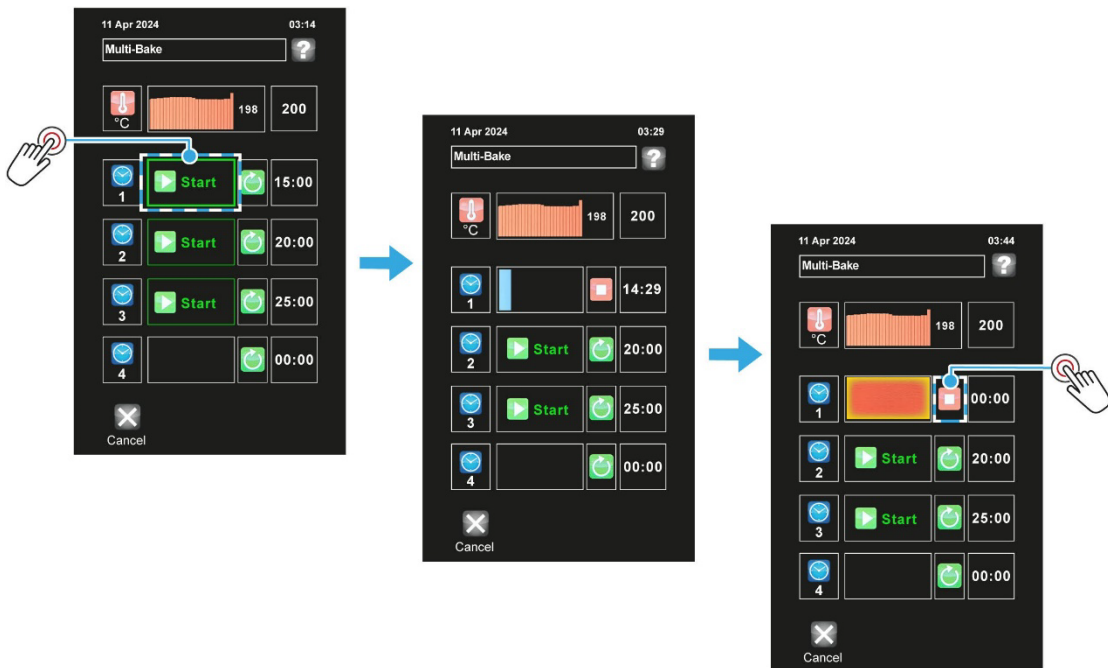 11 Apr 2024 03:14
Multi-Bake ?
°C 198 200
1 Start 15:00
2 Start 20:00
3 Start 25:00
4 00:00
Cancel
11 Apr 2024 03:29
Multi-Bake ?
°C 198 200
1 14:29
2 Start 20:00
3 Start 25:00
4 00:00
Cancel
11 Apr 2024 03:44
Multi-Bake ?
°C 198 200
1 00:00
2 Start 20:00
3 Start 25:00
4 00:00
Cancel